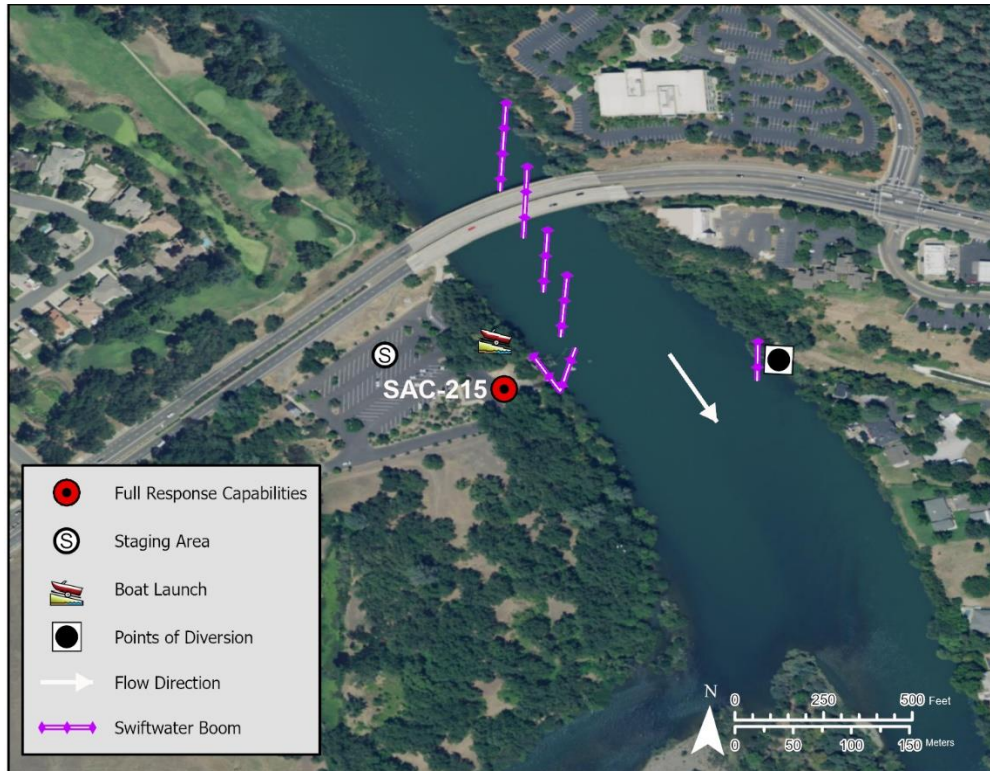 S
SAC-215
Full Response Capabilities
S
Staging Area
Boat Launch
Points of Diversion
Flow Direction
Swiftwater Boom
N
0 250 500 Feet
0 50 100 150 Meters